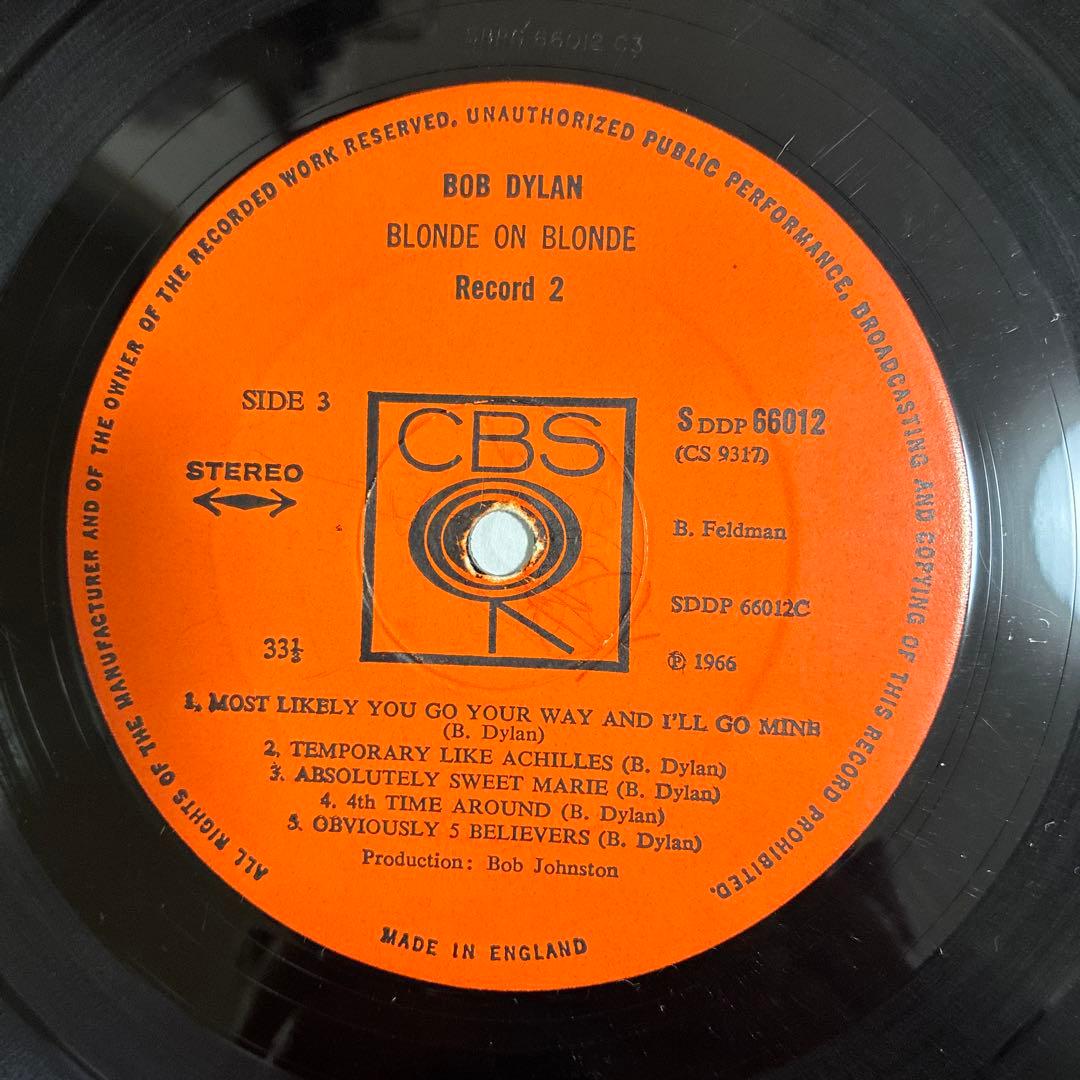 SBPG 66012 C3
ALL RIGHTS OF THE MANUFACTURER AND OF THE OWNER OF THE RECORDED WORK RESERVED. UNAUTHORIZED PUBLIC PERFORMANCE, BROADCASTING AND COPYING OF THIS RECORD PROHIBITED.
BOB DYLAN
BLONDE ON BLONDE
Record 2
SIDE 3
STEREO
33⅓
CBS
S DDP 66012
(CS 9317)
B. Feldman
SDDP 66012C
℗ 1966
1. MOST LIKELY YOU GO YOUR WAY AND I'LL GO MINE
(B. Dylan)
2. TEMPORARY LIKE ACHILLES (B. Dylan)
3. ABSOLUTELY SWEET MARIE (B. Dylan)
4. 4th TIME AROUND (B. Dylan)
5. OBVIOUSLY 5 BELIEVERS (B. Dylan)
Production: Bob Johnston
MADE IN ENGLAND